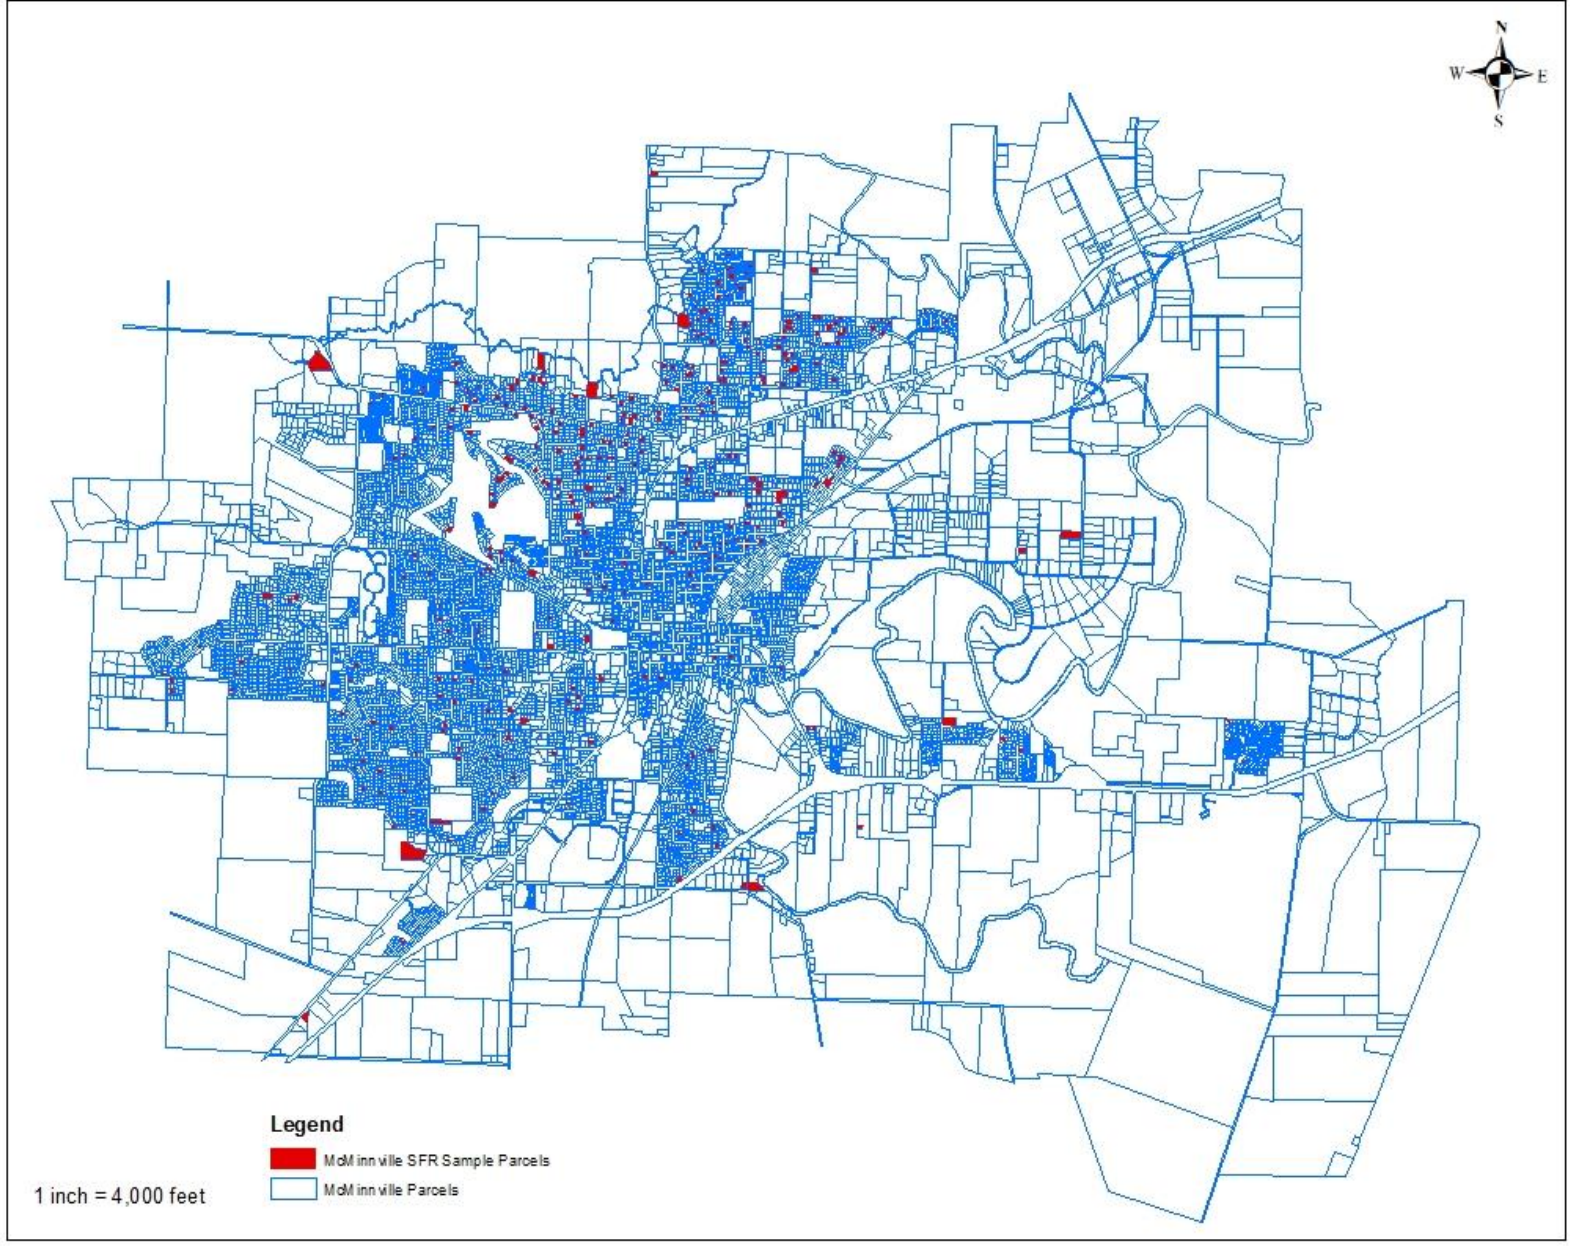 N
W E
S
Legend
McMinnville SFR Sample Parcels
McMinnville Parcels
1 inch = 4,000 feet